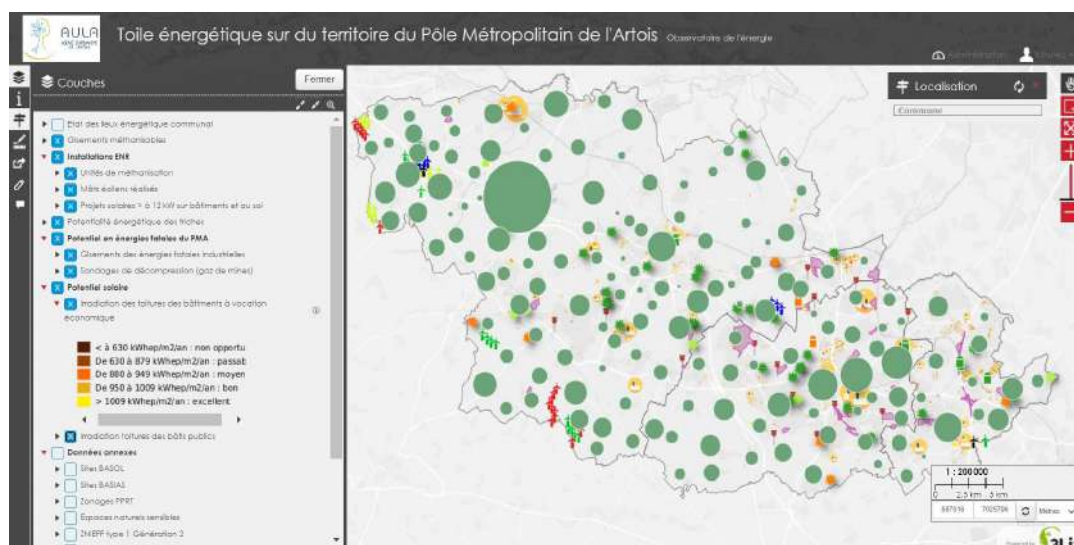 AULA
Toile énergétique sur du territoire du Pôle Métropolitain de l'Artois Observatoire de l'énergie
Administration
Couches
Fermer
Etat des lieux énergétique communal
Gisements méthanisables
Installations ENR
Unités de méthanisation
Mâts éoliens réalisés
Projets solaires > à 12 kW sur bâtiments et au sol
Potentialité énergétique des friches
Potentiel en énergies fatales du PMA
Gisements des énergies fatales industrielles
Sondages de décompression (gaz de mines)
Potentiel solaire
Irradiation des toitures des bâtiments à vocation
économique
< à 630 kWhep/m2/an : non opportu
De 630 à 879 kWhep/m2/an : passab
De 880 à 949 kWhep/m2/an : moyen
De 950 à 1009 kWhep/m2/an : bon
> 1009 kWhep/m2/an : excellent
Irradiation toitures des bâtis publics
Données annexes
Sites BASOL
Sites BASIAS
Zonages PPRT
Espaces naturels sensibles
ZNIEFF type 1 Génération 2
Localisation
Commune
1 : 200 000
0 2,5 km 5 km
687816 7025706 Mètres